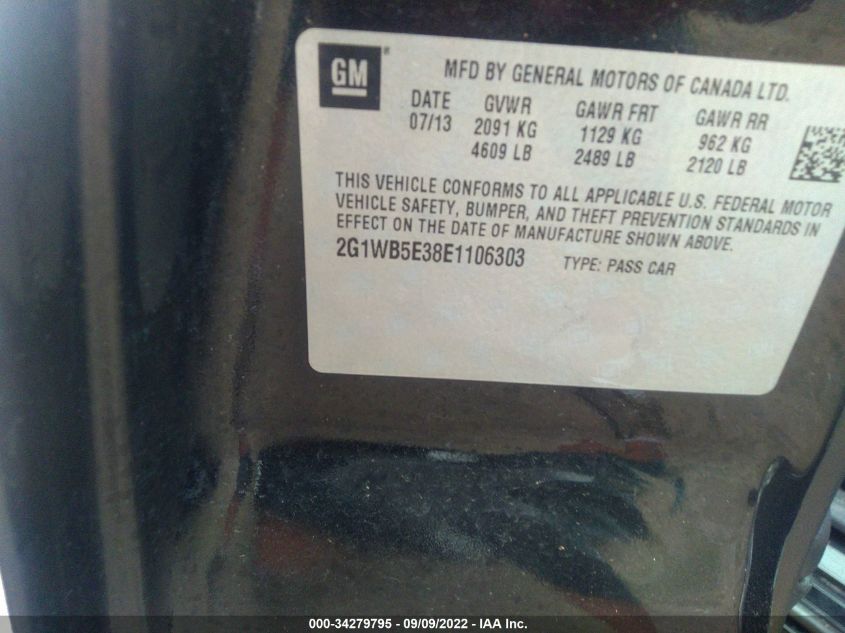 GM ®
MFD BY GENERAL MOTORS OF CANADA LTD.
DATE GVWR GAWR FRT GAWR RR
07/13 2091 KG 1129 KG 962 KG
4609 LB 2489 LB 2120 LB
THIS VEHICLE CONFORMS TO ALL APPLICABLE U.S. FEDERAL MOTOR
VEHICLE SAFETY, BUMPER, AND THEFT PREVENTION STANDARDS IN
EFFECT ON THE DATE OF MANUFACTURE SHOWN ABOVE.
2G1WB5E38E1106303 TYPE: PASS CAR
000-34279795 - 09/09/2022 - IAA Inc.